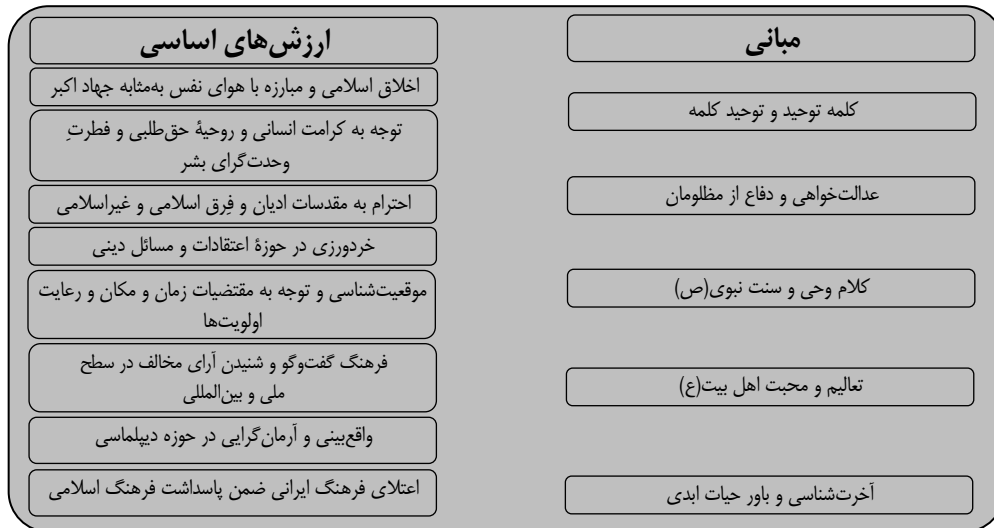 مبانی
کلمه توحید و توحید کلمه
عدالت‌خواهی و دفاع از مظلومان
کلام وحی و سنت نبوی(ص)
تعالیم و محبت اهل بیت(ع)
آخرت‌شناسی و باور حیات ابدی
ارزش‌های اساسی
اخلاق اسلامی و مبارزه با هوای نفس به‌مثابه جهاد اکبر
توجه به کرامت انسانی و روحیهٔ حق‌طلبی و فطرتِ
وحدت‌گرای بشر
احترام به مقدسات ادیان و فِرق اسلامی و غیراسلامی
خردورزی در حوزهٔ اعتقادات و مسائل دینی
موقعیت‌شناسی و توجه به مقتضیات زمان و مکان و رعایت
اولویت‌ها
فرهنگ گفت‌وگو و شنیدن آرای مخالف در سطح
ملی و بین‌المللی
واقع‌بینی و آرمان‌گرایی در حوزه دیپلماسی
اعتلای فرهنگ ایرانی ضمن پاسداشت فرهنگ اسلامی